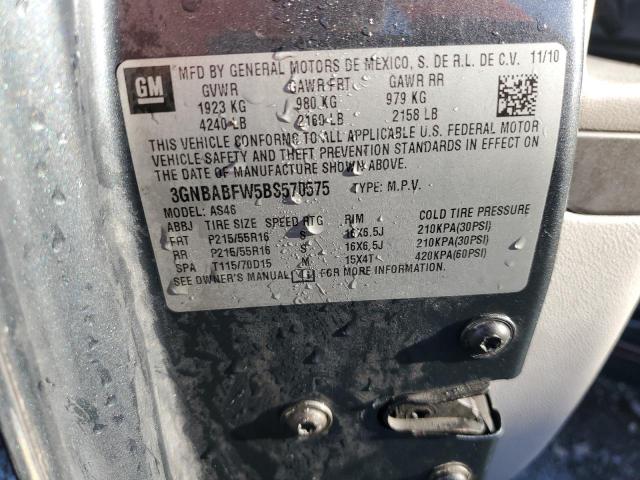 GM
MFD BY GENERAL MOTORS DE MEXICO, S. DE R.L. DE C.V. 11/10
GVWR GAWR FRT GAWR RR
1923 KG 980 KG 979 KG
4240 LB 2160 LB 2158 LB
THIS VEHICLE CONFORMS TO ALL APPLICABLE U.S. FEDERAL MOTOR
VEHICLE SAFETY AND THEFT PREVENTION STANDARDS IN EFFECT ON
THE DATE OF MANUFACTURE SHOWN ABOVE.
3GNBABFW5BS570575 TYPE: M.P.V.
MODEL: AS46
ABBJ TIRE SIZE SPEED RTG RIM COLD TIRE PRESSURE
FRT P215/55R16 S 16X6.5J 210KPA(30PSI)
RR P215/55R16 S 16X6.5J 210KPA(30PSI)
SPA T115/70D15 M 15X4T 420KPA(60PSI)
SEE OWNER'S MANUAL FOR MORE INFORMATION.